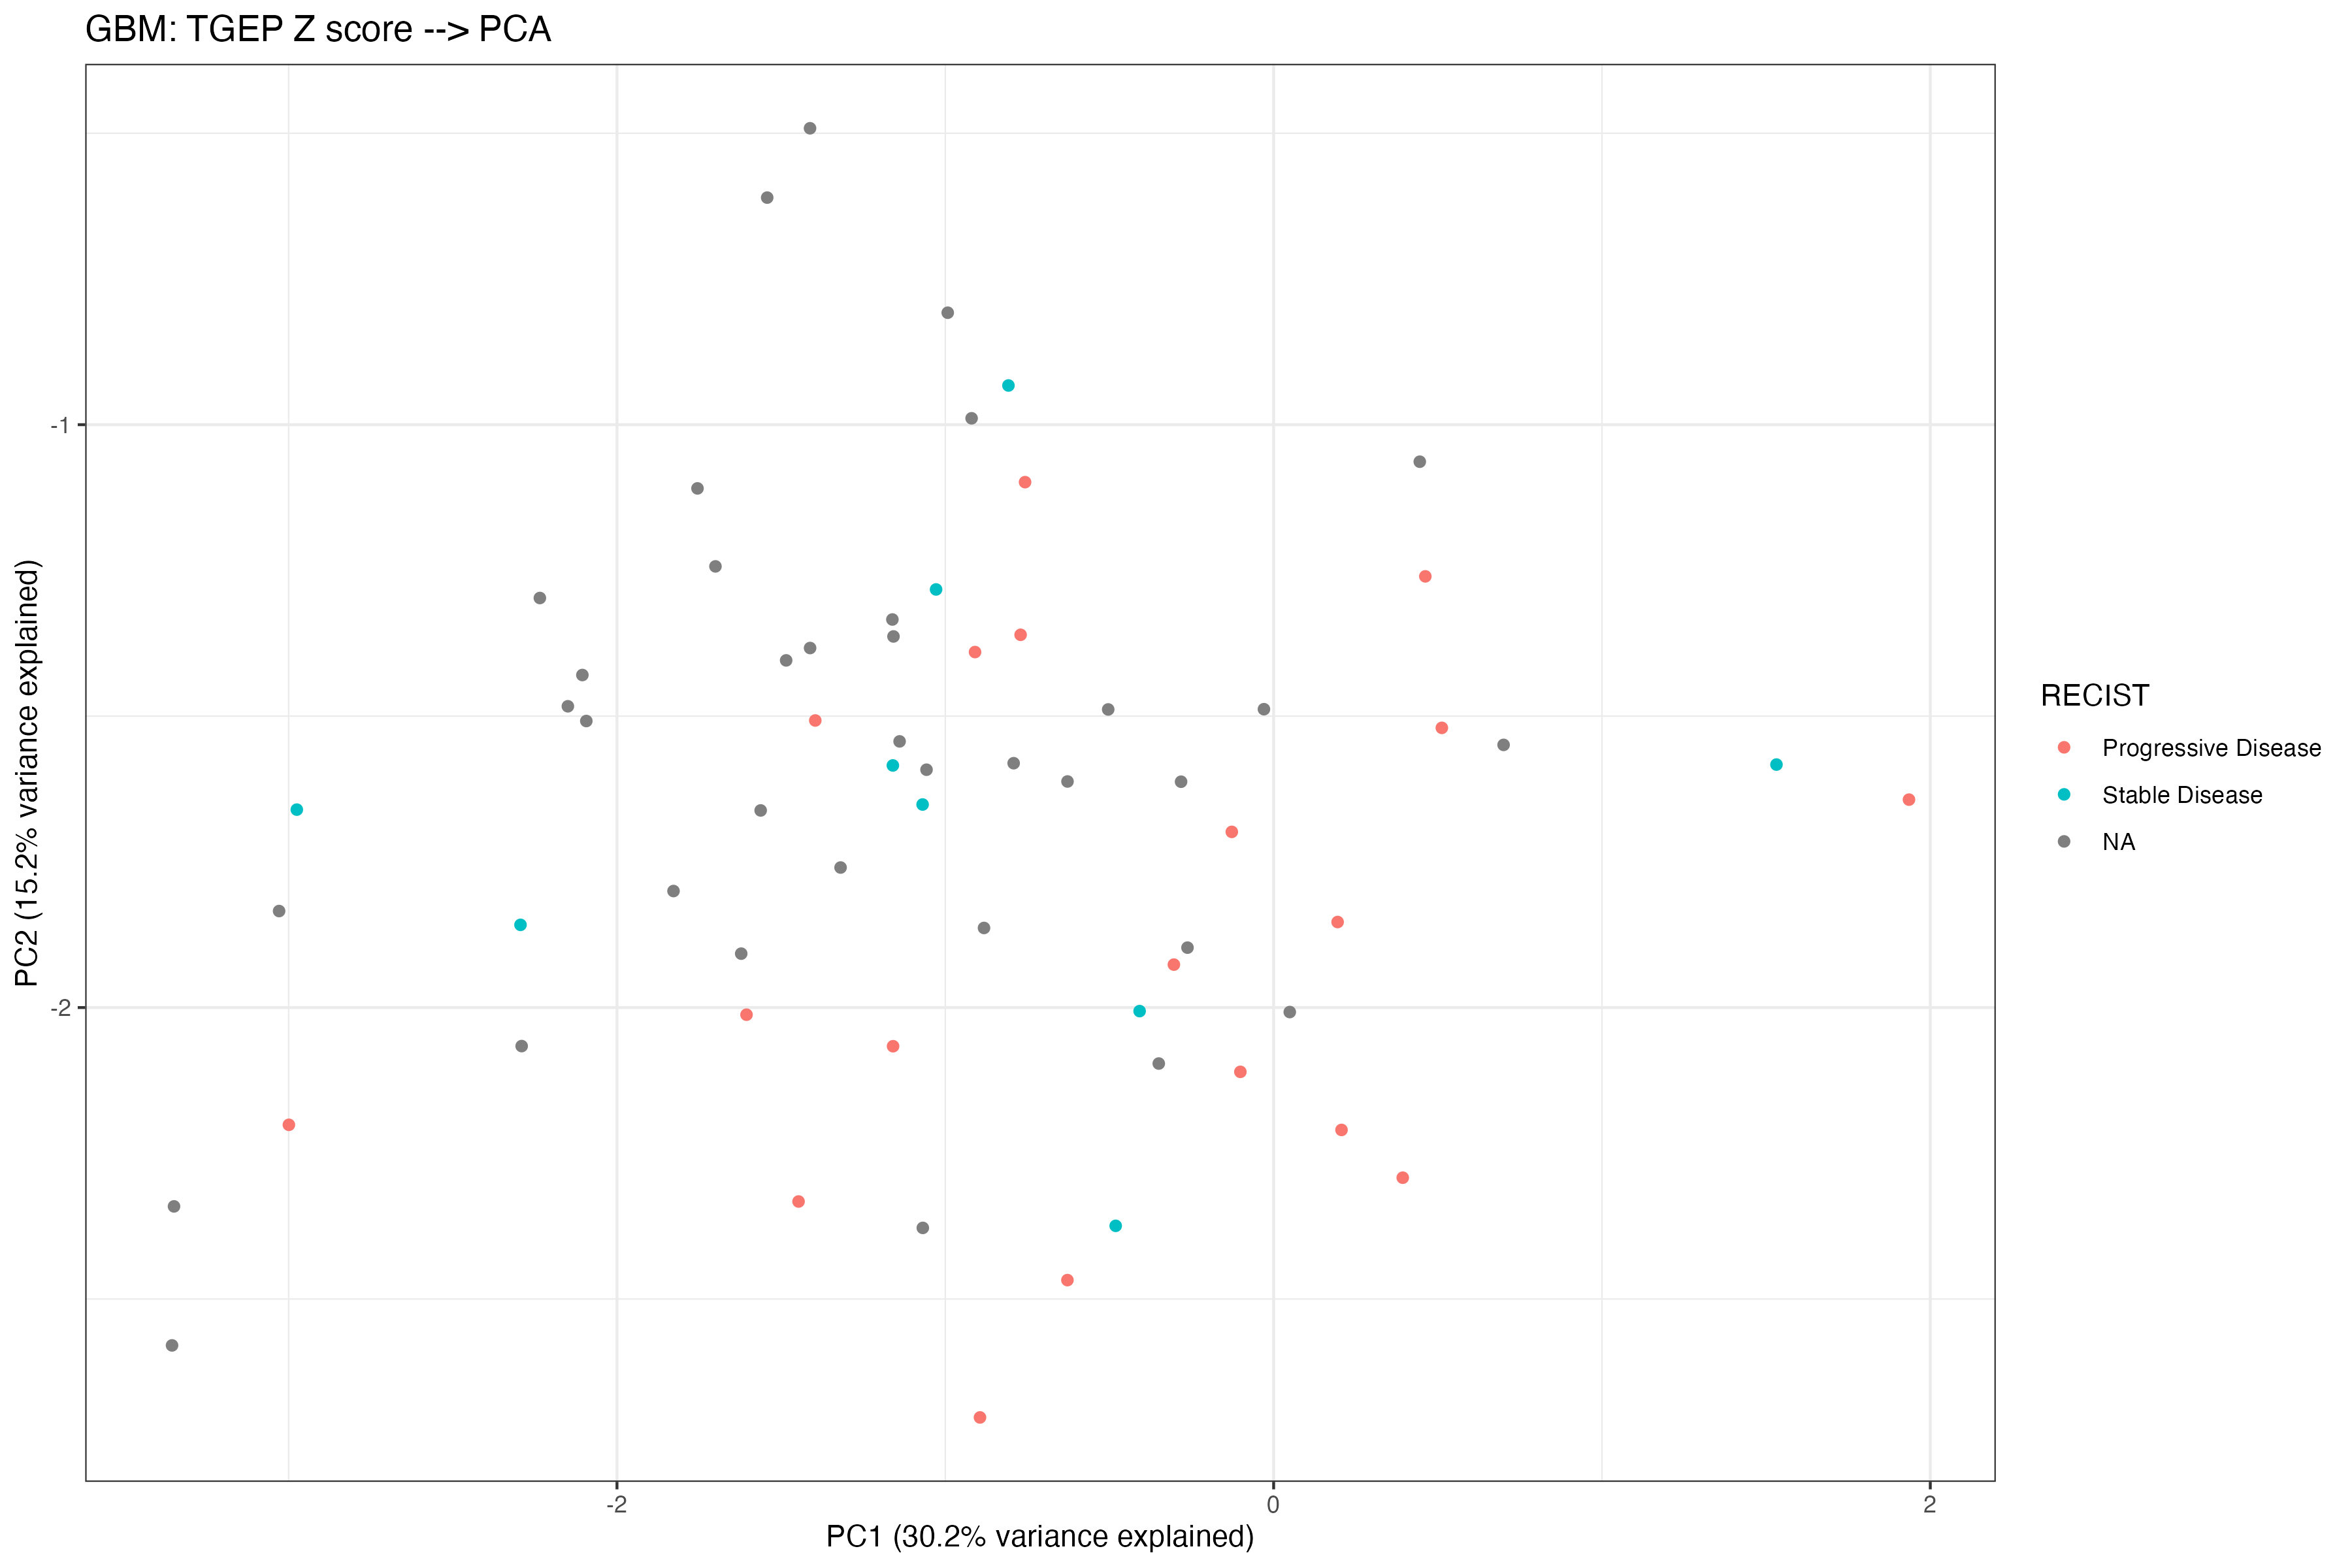 GBM: TGEP Z score --> PCA
PC2 (15.2% variance explained)
-1
-2
-2
0
2
PC1 (30.2% variance explained)
RECIST
Progressive Disease
Stable Disease
NA